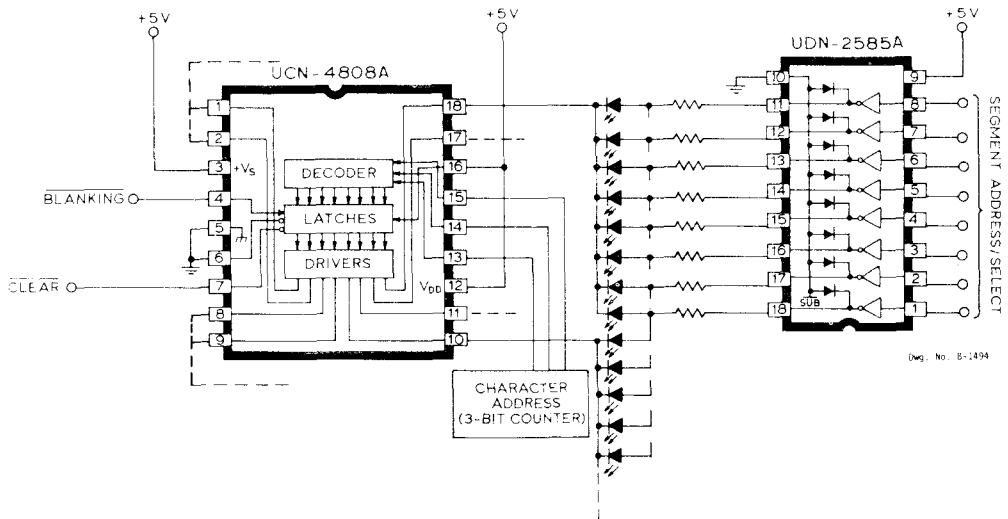 +5V
+5V
+5V
UCN-4808A
UDN-2585A
1
2
3
4
5
6
7
8
9
18
17
16
15
14
13
12
11
10
+VS
VDD
DECODER
LATCHES
DRIVERS
BLANKING
CLEAR
CHARACTER
ADDRESS
(3-BIT COUNTER)
10
11
12
13
14
15
16
17
18
9
8
7
6
5
4
3
2
1
SUB
SEGMENT ADDRESS/SELECT
Dwg. No. B-1494